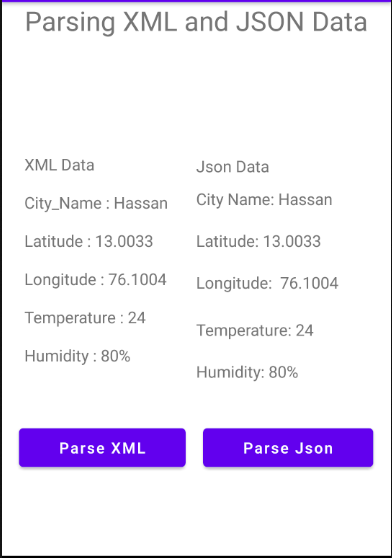 Parsing XML and JSON Data
XML Data
City_Name : Hassan
Latitude : 13.0033
Longitude : 76.1004
Temperature : 24
Humidity : 80%
Json Data
City Name: Hassan
Latitude: 13.0033
Longitude:  76.1004
Temperature: 24
Humidity: 80%
Parse XML
Parse Json